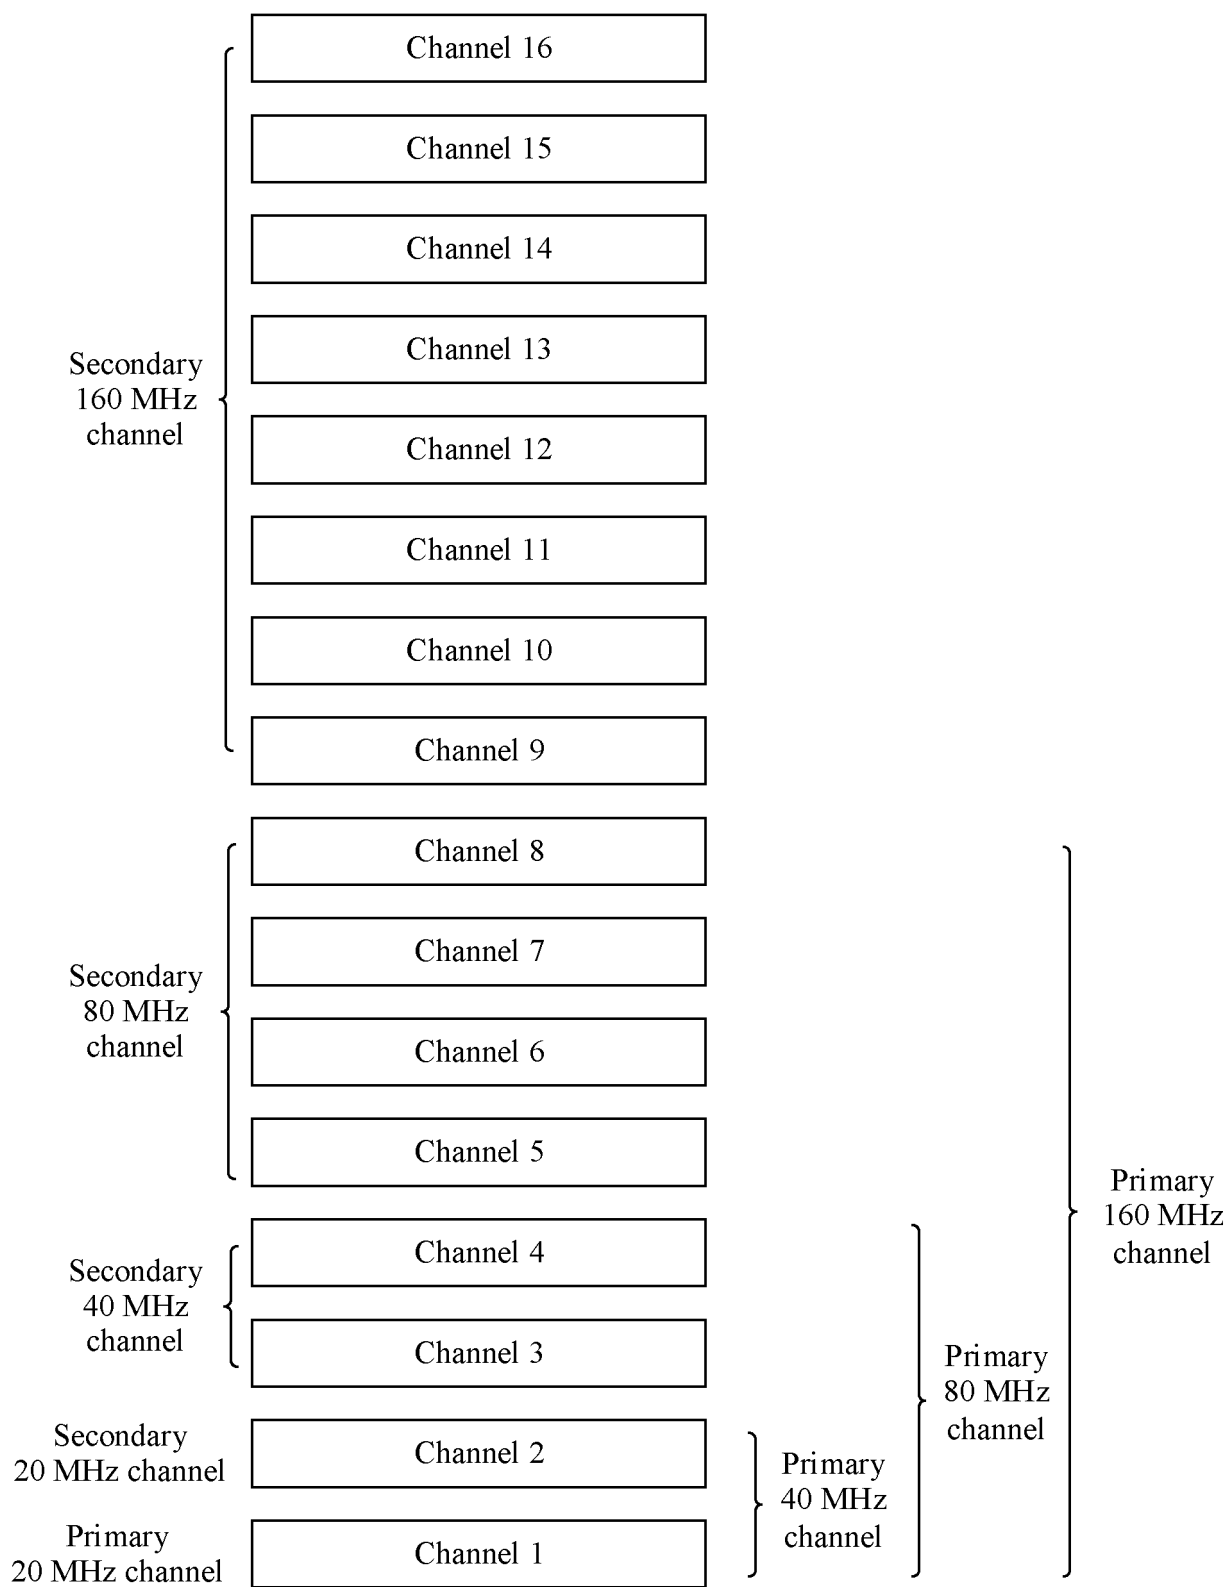 Channel 16
Channel 15
Channel 14
Channel 13
Secondary
160 MHz
channel
Channel 12
Channel 11
Channel 10
Channel 9
Channel 8
Channel 7
Secondary
80 MHz
channel
Channel 6
Channel 5
Primary
160 MHz
channel
Channel 4
Secondary
40 MHz
channel
Channel 3
Primary
80 MHz
channel
Secondary
20 MHz channel
Channel 2
Primary
40 MHz
channel
Primary
20 MHz channel
Channel 1